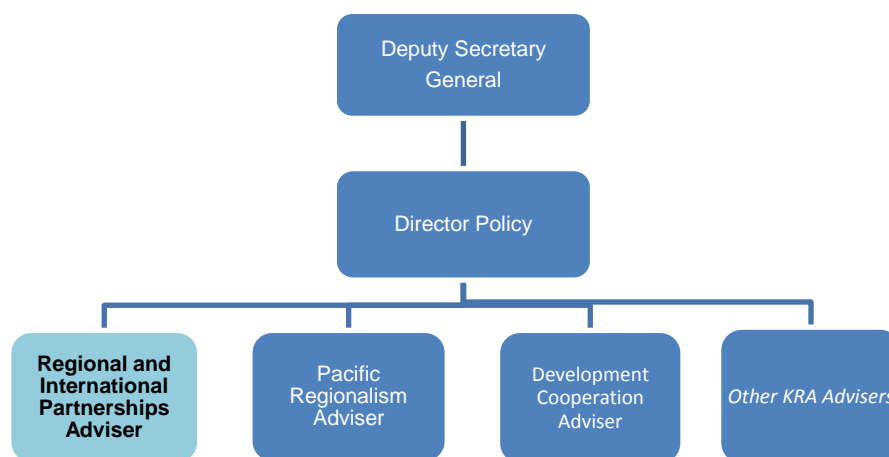 Deputy Secretary
General
Director Policy
Regional and
International
Partnerships
Adviser
Pacific
Regionalism
Adviser
Development
Cooperation
Adviser
Other KRA Advisers